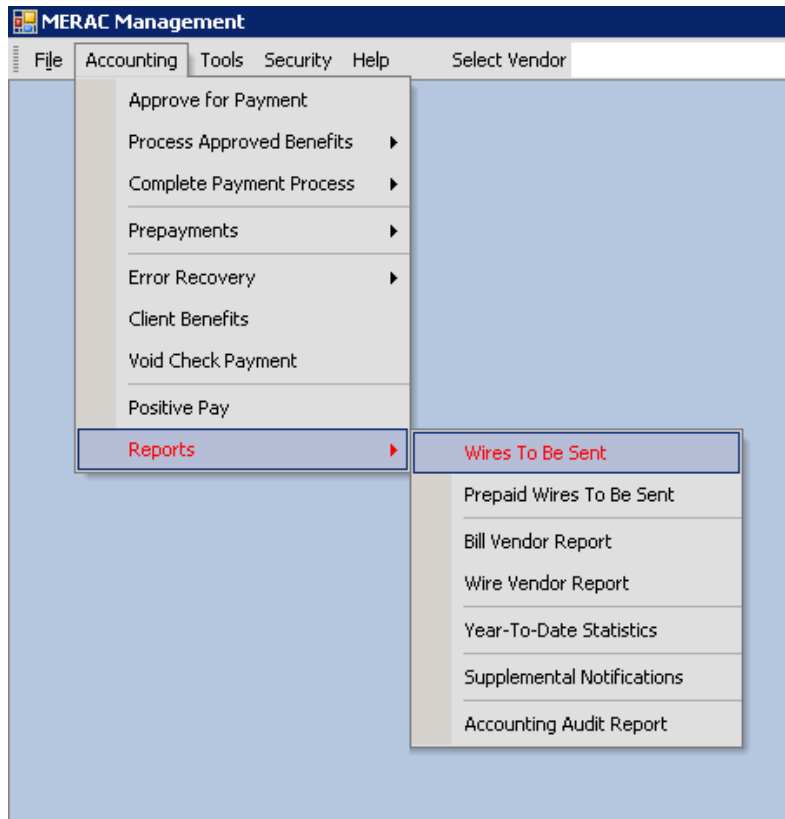 MERAC Management
File Accounting Tools Security Help Select Vendor
Approve for Payment
Process Approved Benefits
Complete Payment Process
Prepayments
Error Recovery
Client Benefits
Void Check Payment
Positive Pay
Reports
Wires To Be Sent
Prepaid Wires To Be Sent
Bill Vendor Report
Wire Vendor Report
Year-To-Date Statistics
Supplemental Notifications
Accounting Audit Report